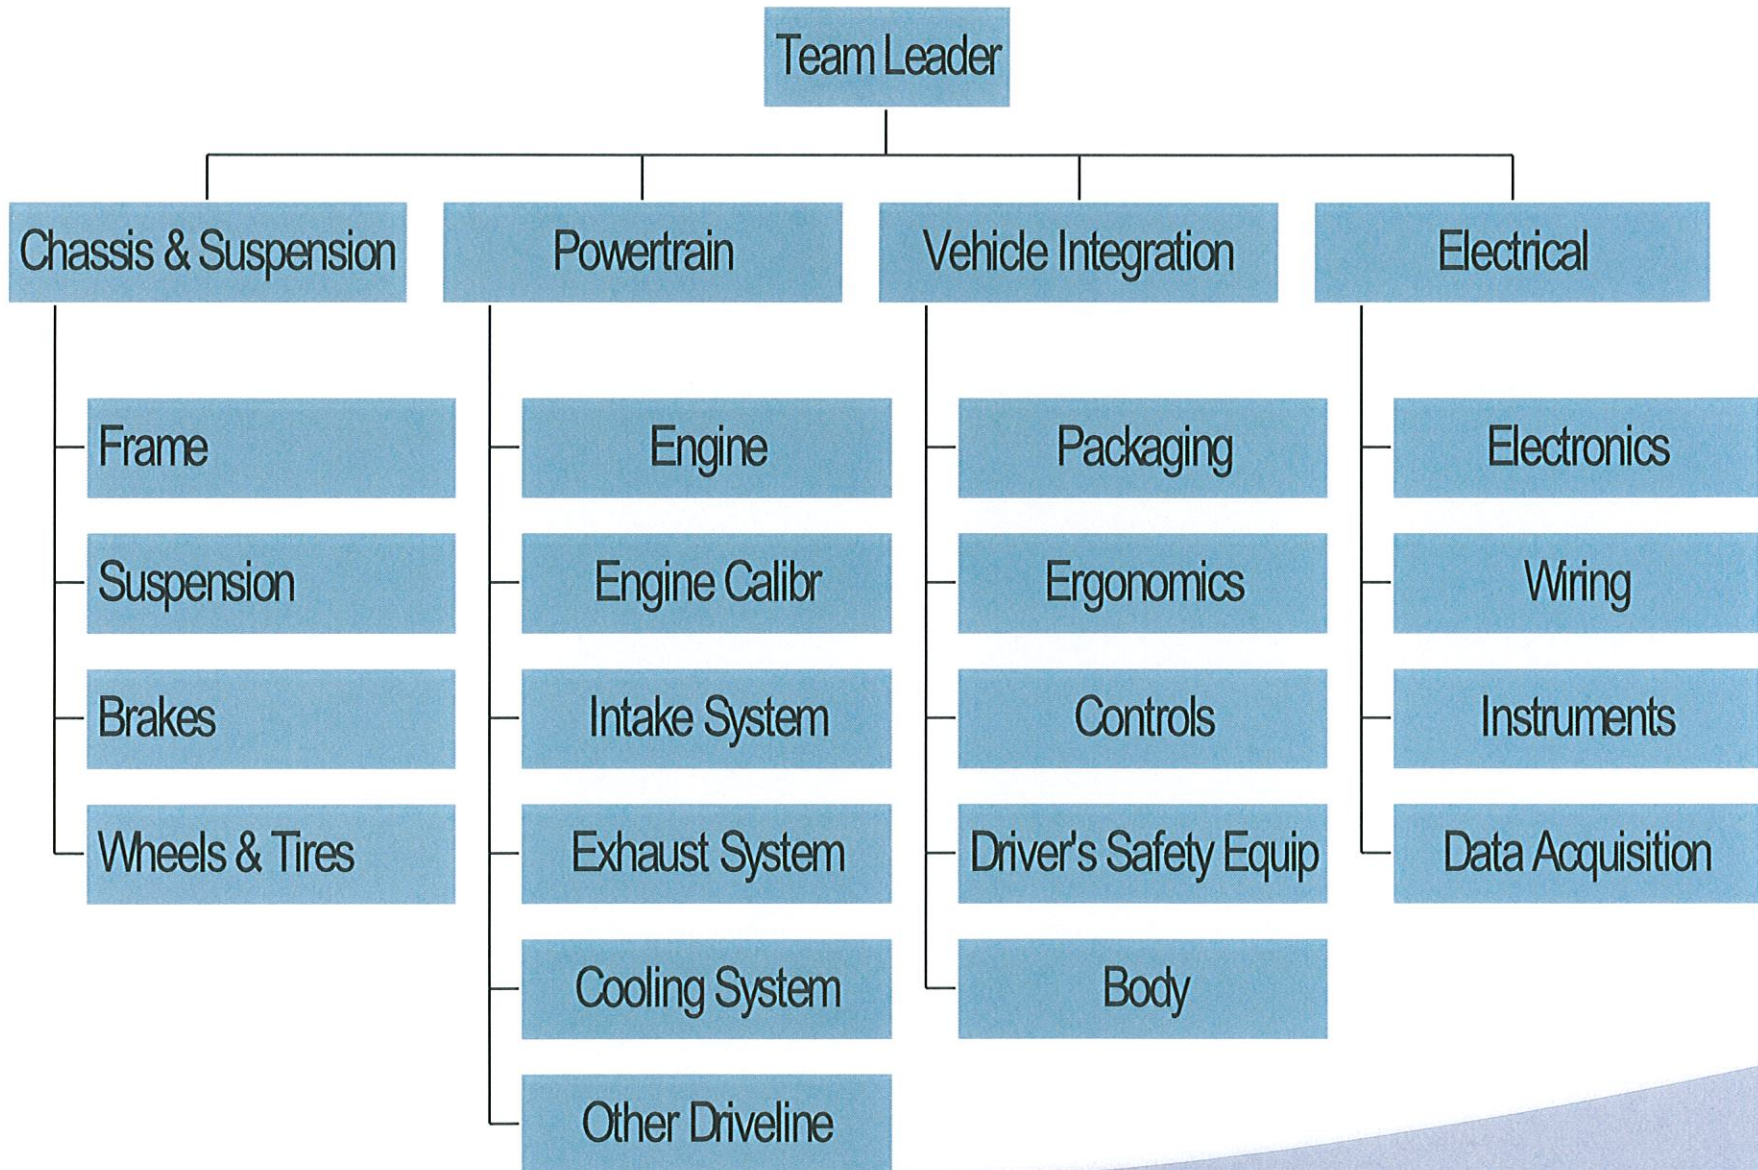 Team Leader
Chassis & Suspension
Powertrain
Vehicle Integration
Electrical
Frame
Suspension
Brakes
Wheels & Tires
Engine
Engine Calibr
Intake System
Exhaust System
Cooling System
Other Driveline
Packaging
Ergonomics
Controls
Driver's Safety Equip
Body
Electronics
Wiring
Instruments
Data Acquisition